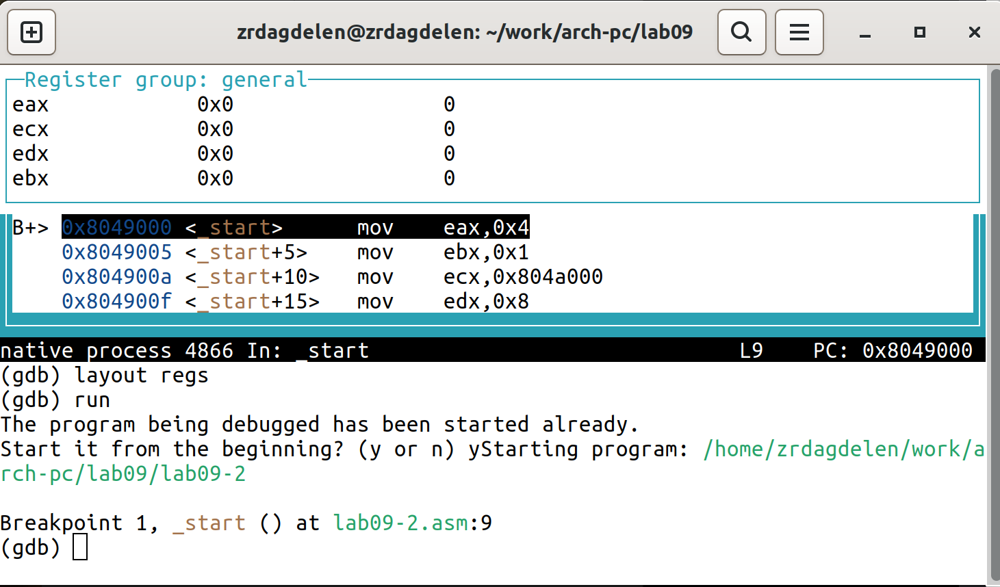 zrdagdelen@zrdagdelen: ~/work/arch-pc/lab09
Register group: general
eax 0x0 0
ecx 0x0 0
edx 0x0 0
ebx 0x0 0
B+> 0x8049000 <_start> mov eax,0x4
0x8049005 <_start+5> mov ebx,0x1
0x804900a <_start+10> mov ecx,0x804a000
0x804900f <_start+15> mov edx,0x8
native process 4866 In: _start L9 PC: 0x8049000
(gdb) layout regs
(gdb) run
The program being debugged has been started already.
Start it from the beginning? (y or n) yStarting program: /home/zrdagdelen/work/a
rch-pc/lab09/lab09-2
Breakpoint 1, _start () at lab09-2.asm:9
(gdb)